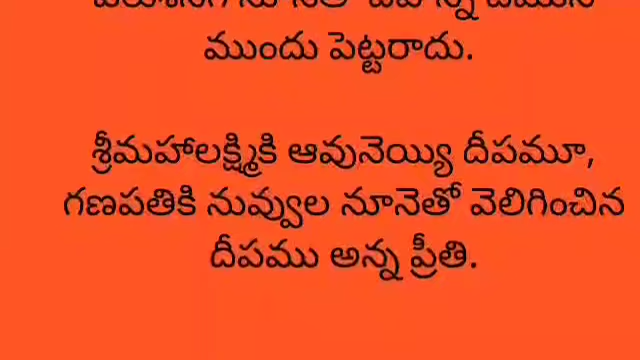 ముందు పెట్టరాదు.
శ్రీమహాలక్ష్మికి ఆవునెయ్యి దీపమూ,
గణపతికి నువ్వుల నూనెతో వెలిగించిన
దీపము అన్న ప్రీతి.